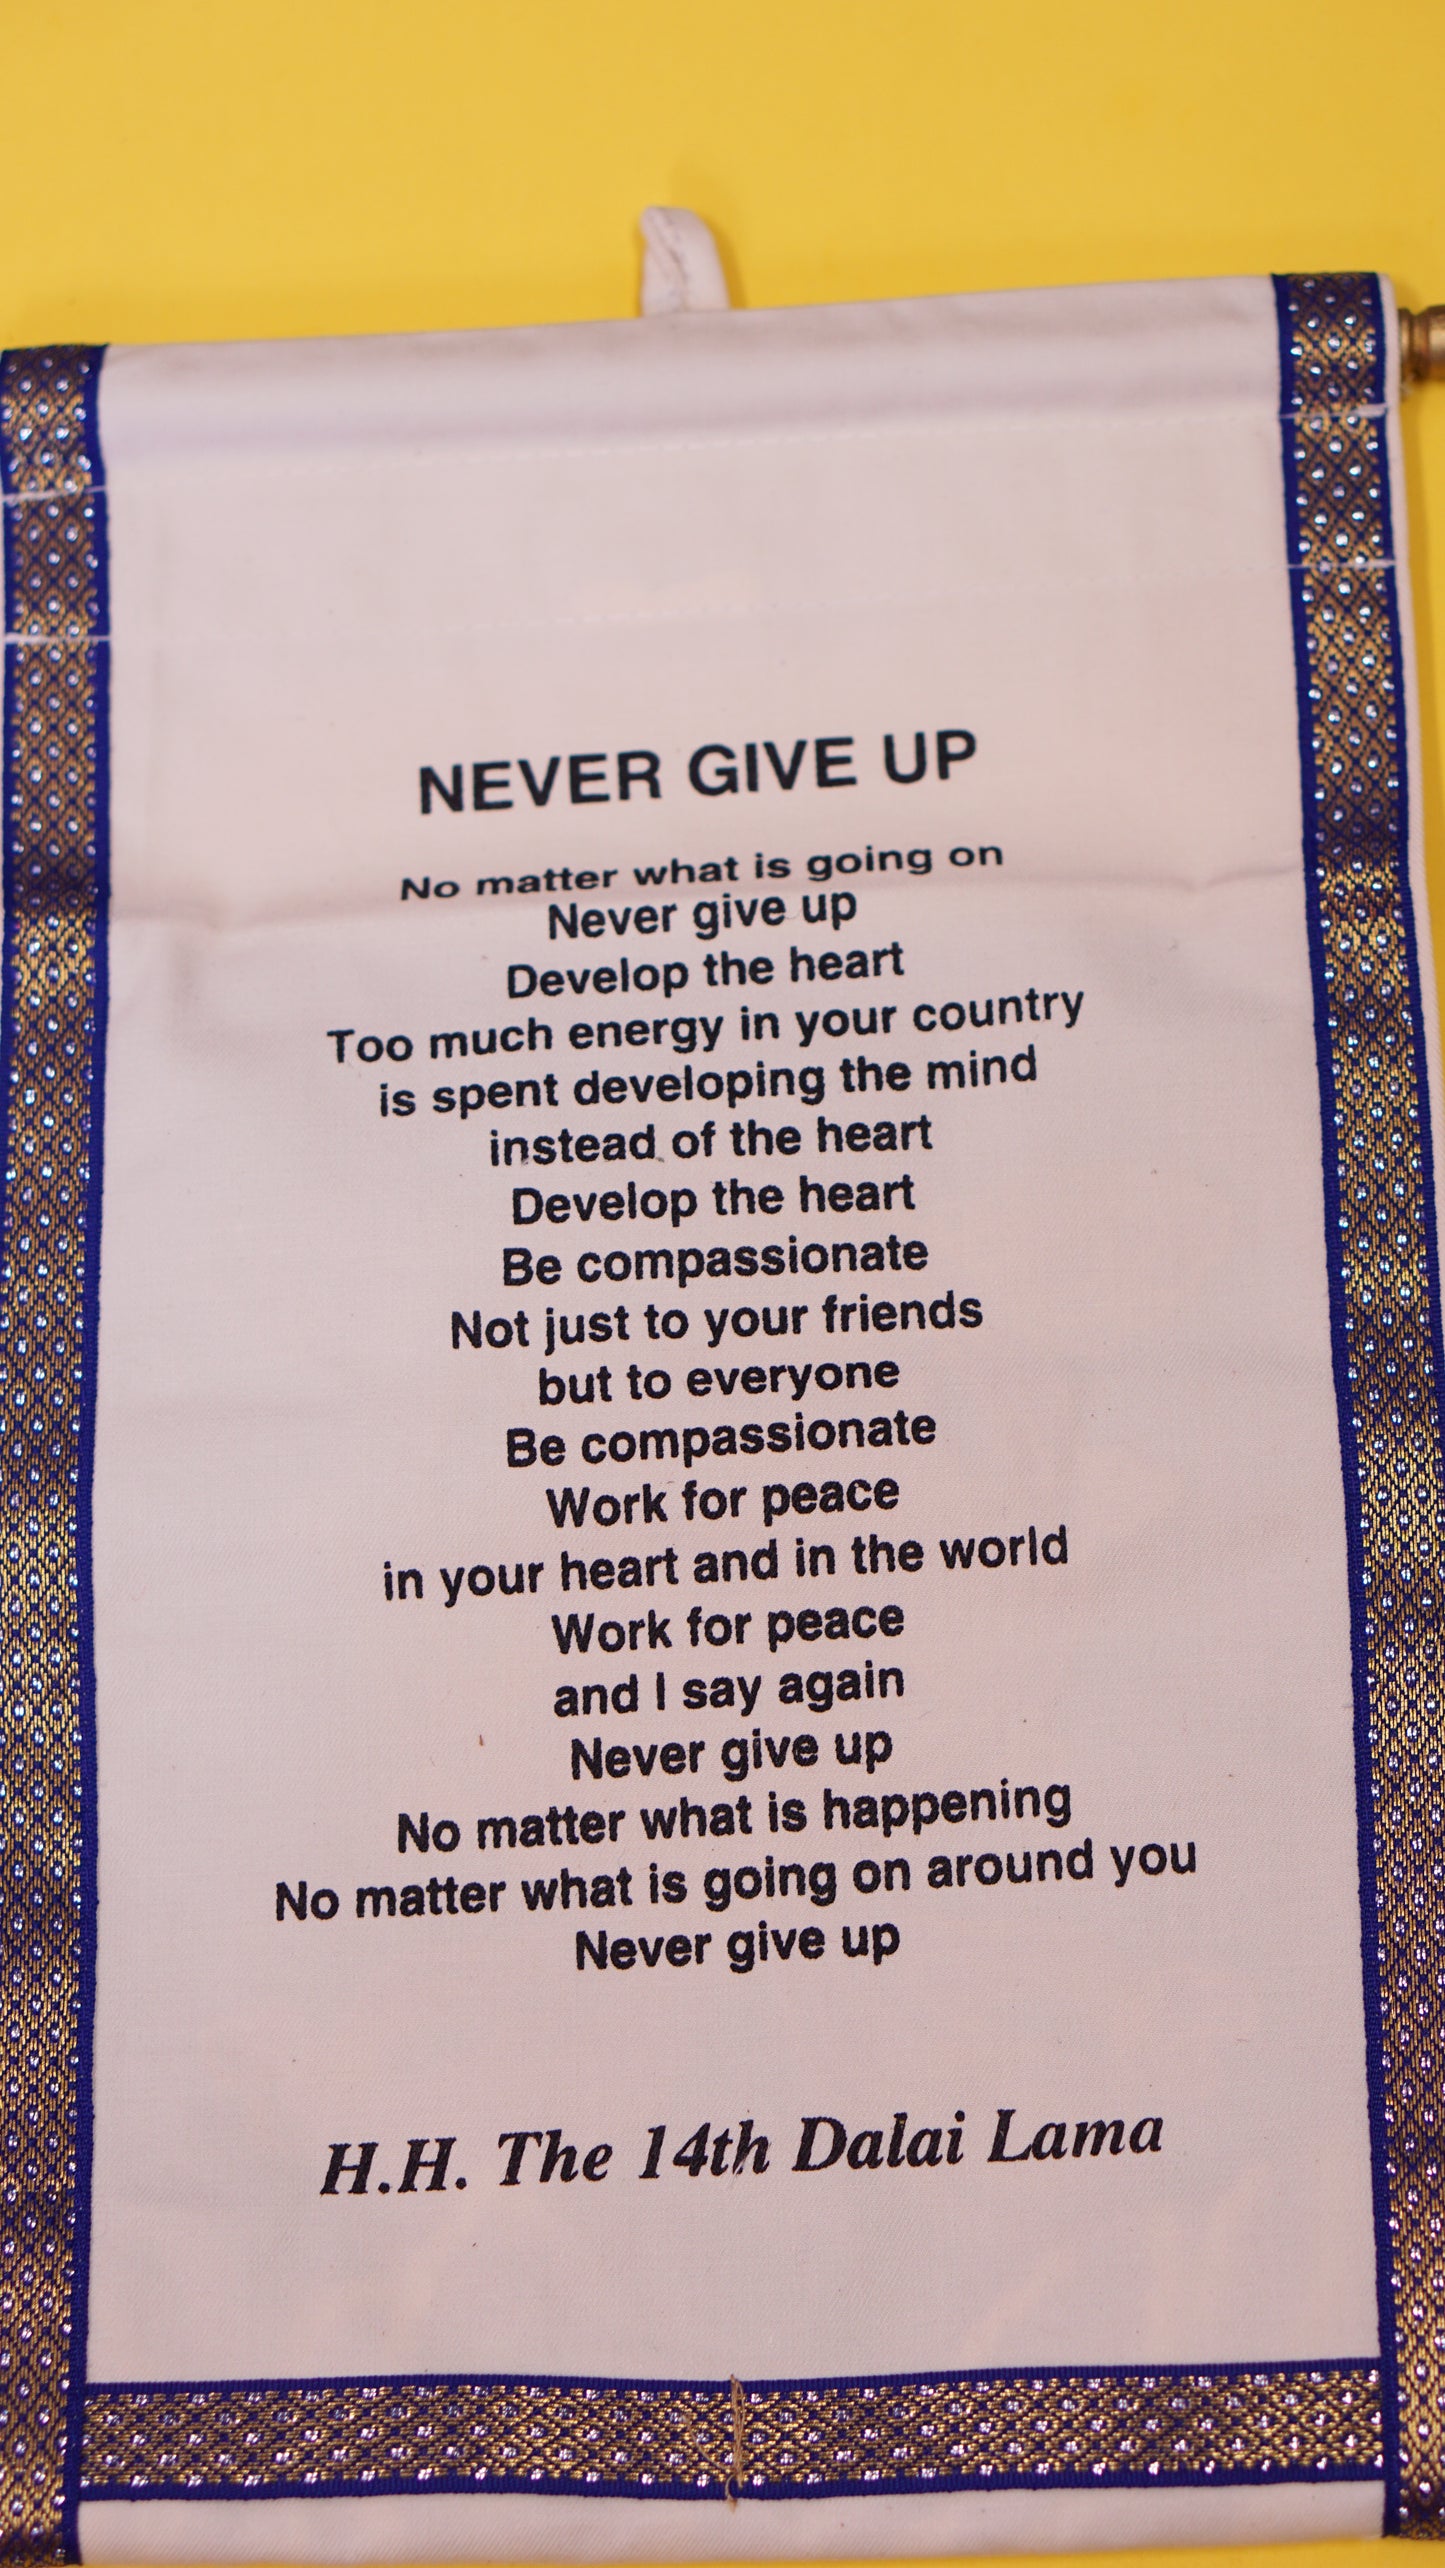 NEVER GIVE UP
No matter what is going on
Never give up
Develop the heart
Too much energy in your country
is spent developing the mind
instead of the heart
Develop the heart
Be compassionate
Not just to your friends
but to everyone
Be compassionate
Work for peace
in your heart and in the world
Work for peace
and I say again
Never give up
No matter what is happening
No matter what is going on around you
Never give up
H.H. The 14th Dalai Lama